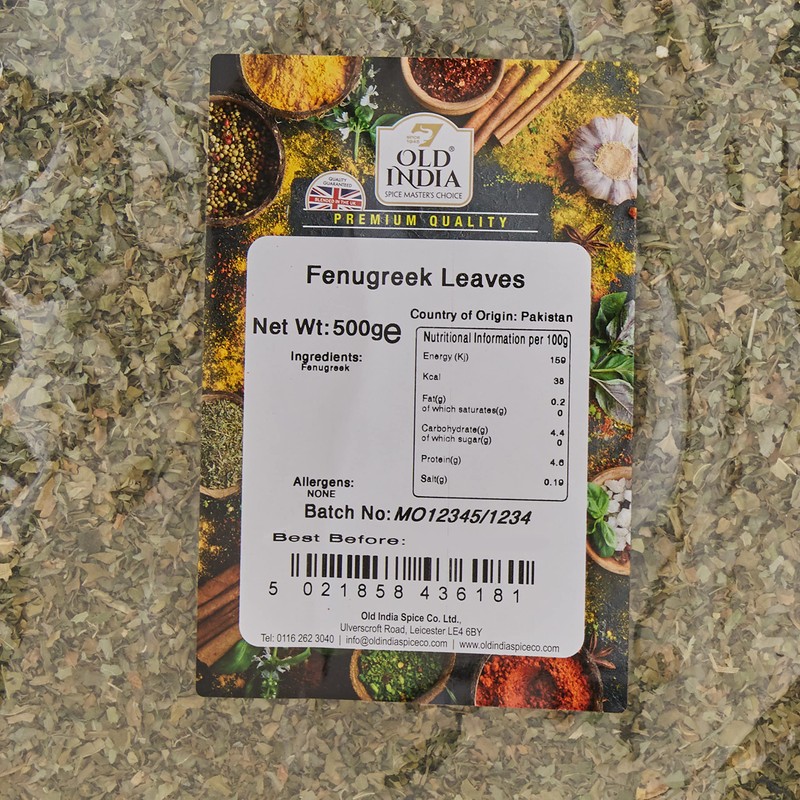 SINCE 1928
OLD INDIA®
SPICE MASTER'S CHOICE
QUALITY GUARANTEED
BLENDED IN THE UK
PREMIUM QUALITY
Fenugreek Leaves
Country of Origin: Pakistan
Net Wt: 500ge
Nutritional Information per 100g
Ingredients:
Fenugreek
Energy (Kj) 159
Kcal 38
Fat(g) 0.2
of which saturates(g) 0
Carbohydrate(g) 4.4
of which sugar(g) 0
Protein(g) 4.6
Salt(g) 0.19
Allergens:
NONE
Batch No: MO12345/1234
Best Before:
5 021858 436181
Old India Spice Co. Ltd.,
Ulverscroft Road, Leicester LE4 6BY
Tel: 0116 262 3040 | info@oldindiaspiceco.com | www.oldindiaspiceco.com